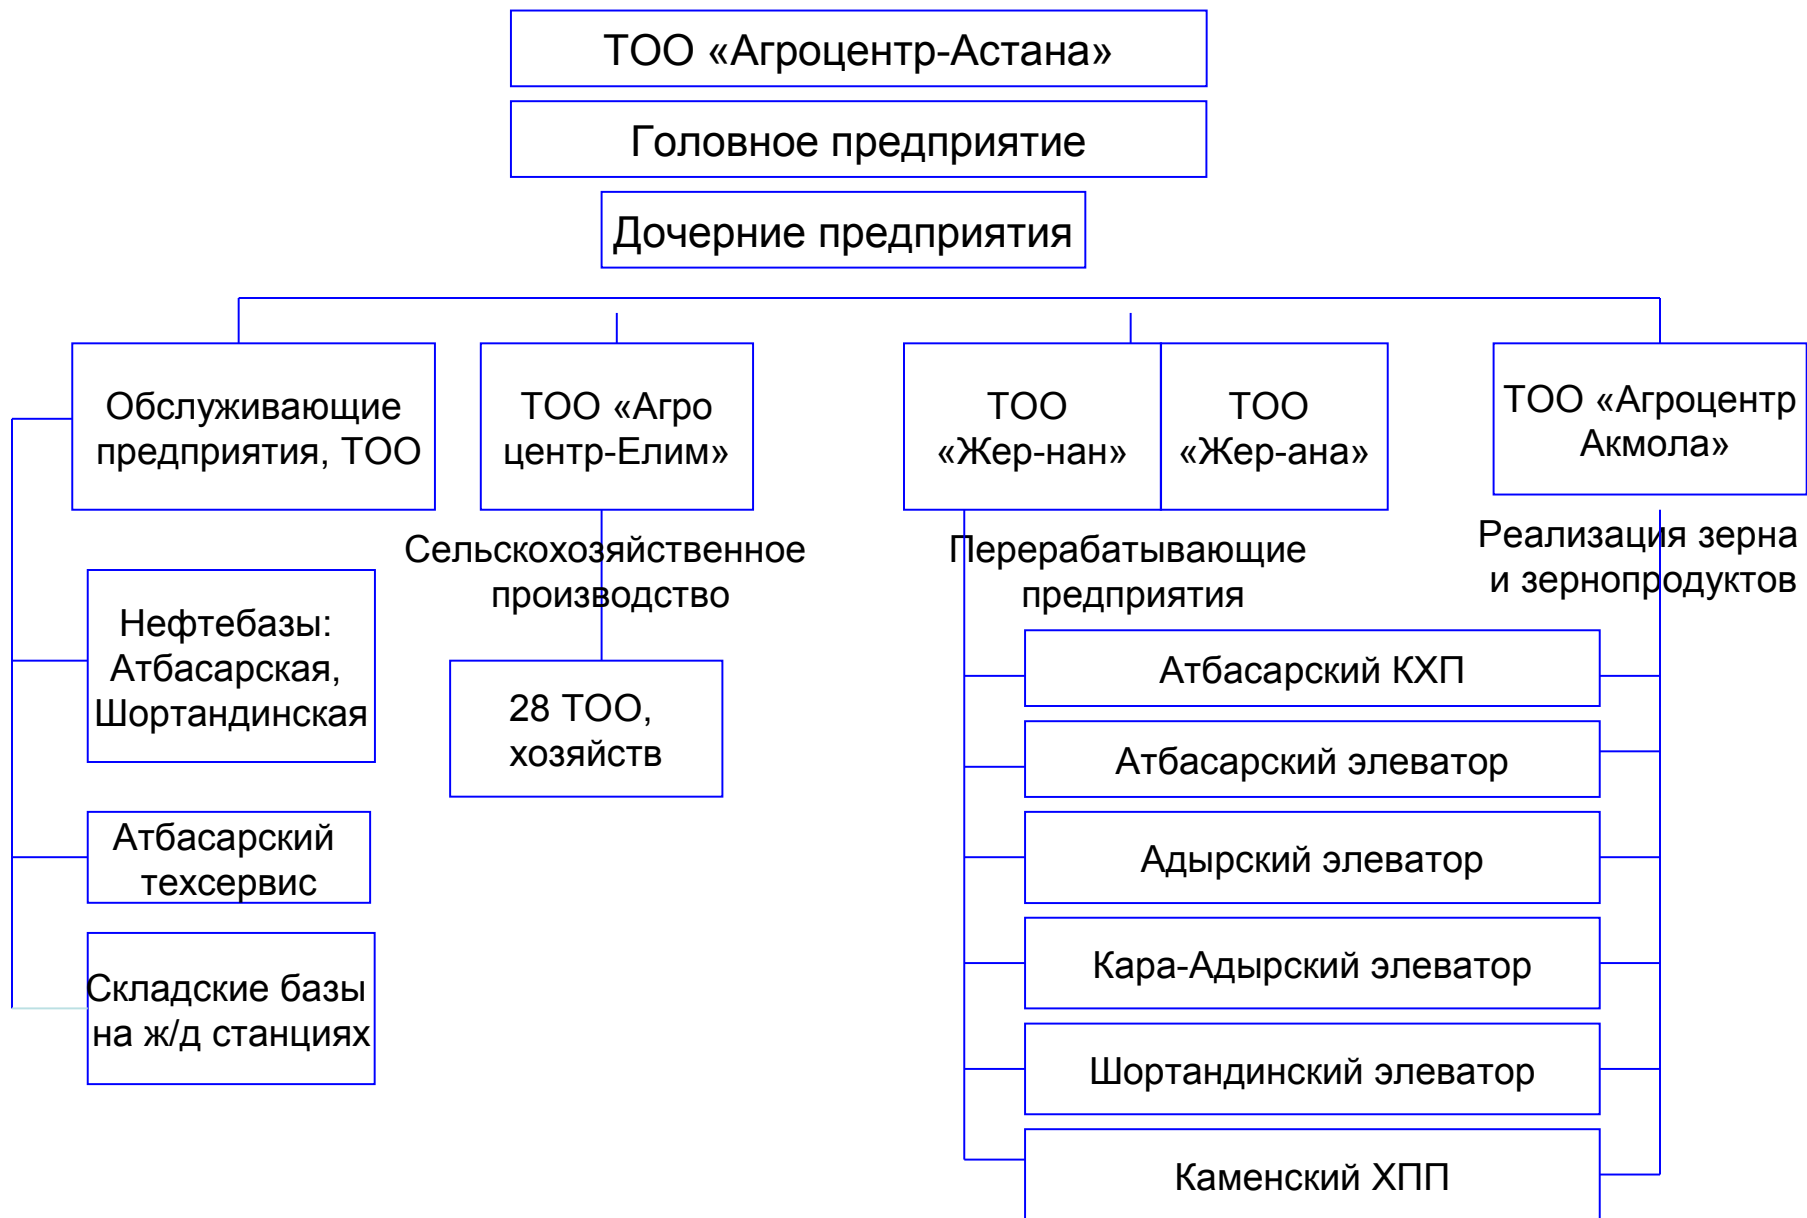 ТОО «Агроцентр-Астана»
Головное предприятие
Дочерние предприятия
Обслуживающие
предприятия, ТОО
ТОО «Агро
центр-Елим»
ТОО
«Жер-нан»
ТОО
«Жер-ана»
ТОО «Агроцентр
Акмола»
Сельскохозяйственное
производство
Перерабатывающие
предприятия
Реализация зерна
и зернопродуктов
Нефтебазы:
Атбасарская,
Шортандинская
Атбасарский
техсервис
Складские базы
на ж/д станциях
28 ТОО,
хозяйств
Атбасарский КХП
Атбасарский элеватор
Адырский элеватор
Кара-Адырский элеватор
Шортандинский элеватор
Каменский ХПП